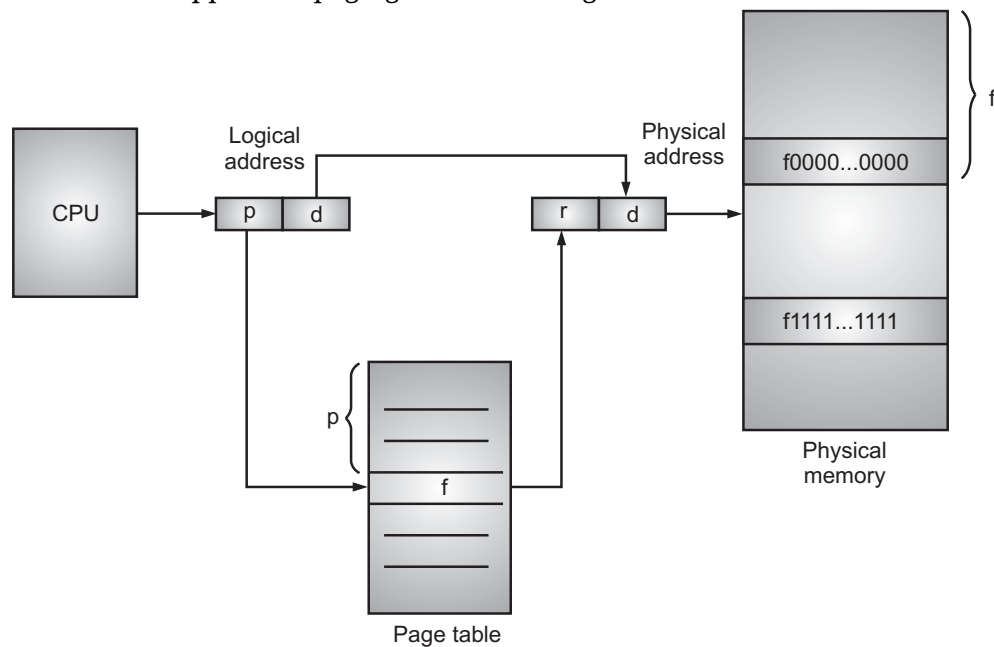 Logical
address
Physical
address
f
f0000...0000
CPU
p
d
r
d
f1111...1111
p
f
Physical
memory
Page table